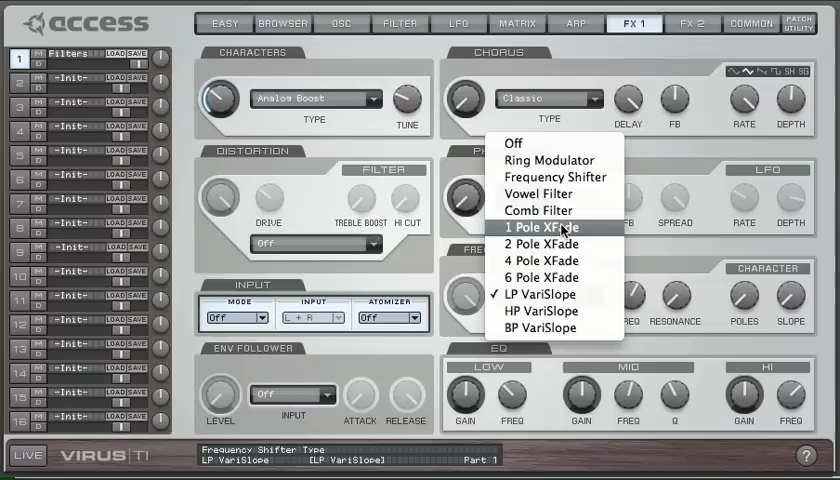 access
EASY BROWSER OSC FILTER LFO MATRIX ARP FX 1 FX 2 COMMON PATCH UTILITY
1 M D Filters LOAD SAVE
2 M D -Init- LOAD SAVE
3 M D -Init- LOAD SAVE
4 M D -Init- LOAD SAVE
5 M D -Init- LOAD SAVE
6 M D -Init- LOAD SAVE
7 M D -Init- LOAD SAVE
8 M D -Init- LOAD SAVE
9 M D -Init- LOAD SAVE
10 M D -Init- LOAD SAVE
11 M D -Init- LOAD SAVE
12 M D -Init- LOAD SAVE
13 M D -Init- LOAD SAVE
14 M D -Init- LOAD SAVE
15 M D -Init- LOAD SAVE
16 M D -Init- LOAD SAVE
CHARACTERS
Analog Boost
TYPE TUNE
CHORUS
SH SG
Classic
TYPE DELAY FB RATE DEPTH
DISTORTION
FILTER
DRIVE TREBLE BOOST HI CUT
Off
LFO
FB SPREAD RATE DEPTH
Off
Ring Modulator
Frequency Shifter
Vowel Filter
Comb Filter
1 Pole XFade
2 Pole XFade
4 Pole XFade
6 Pole XFade
✓ LP VariSlope
HP VariSlope
BP VariSlope
INPUT
MODE INPUT ATOMIZER
Off L + R Off
CHARACTER
RESONANCE POLES SLOPE
ENV FOLLOWER
Off
LEVEL INPUT ATTACK RELEASE
EQ
LOW MID HI
GAIN FREQ GAIN FREQ Q GAIN FREQ
LIVE VIRUS TI
Frequency Shifter Type
LP VariSlope [LP VariSlope] Part 1
?